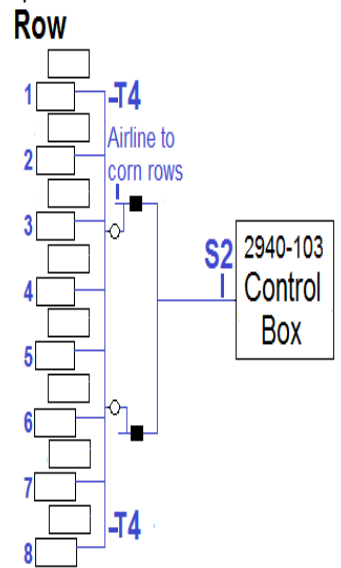 Row
1
-T4
Airline to
corn rows
2
3
S2
2940-103
Control
Box
4
5
6
7
-T4
8